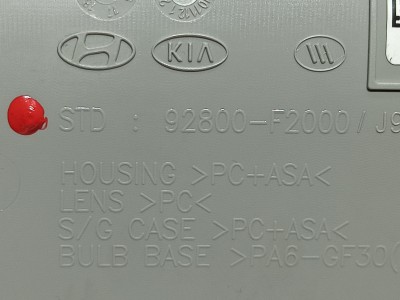 KIA
STD : 92800-F2000 / J9
HOUSING >PC+ASA<
LENS >PC<
S/G CASE >PC+ASA<
BULB BASE >PA6-GF30(